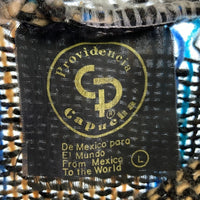 Providencia
CP®
Capucha
De Mexico para
El Mundo
From Mexico
To the World
L